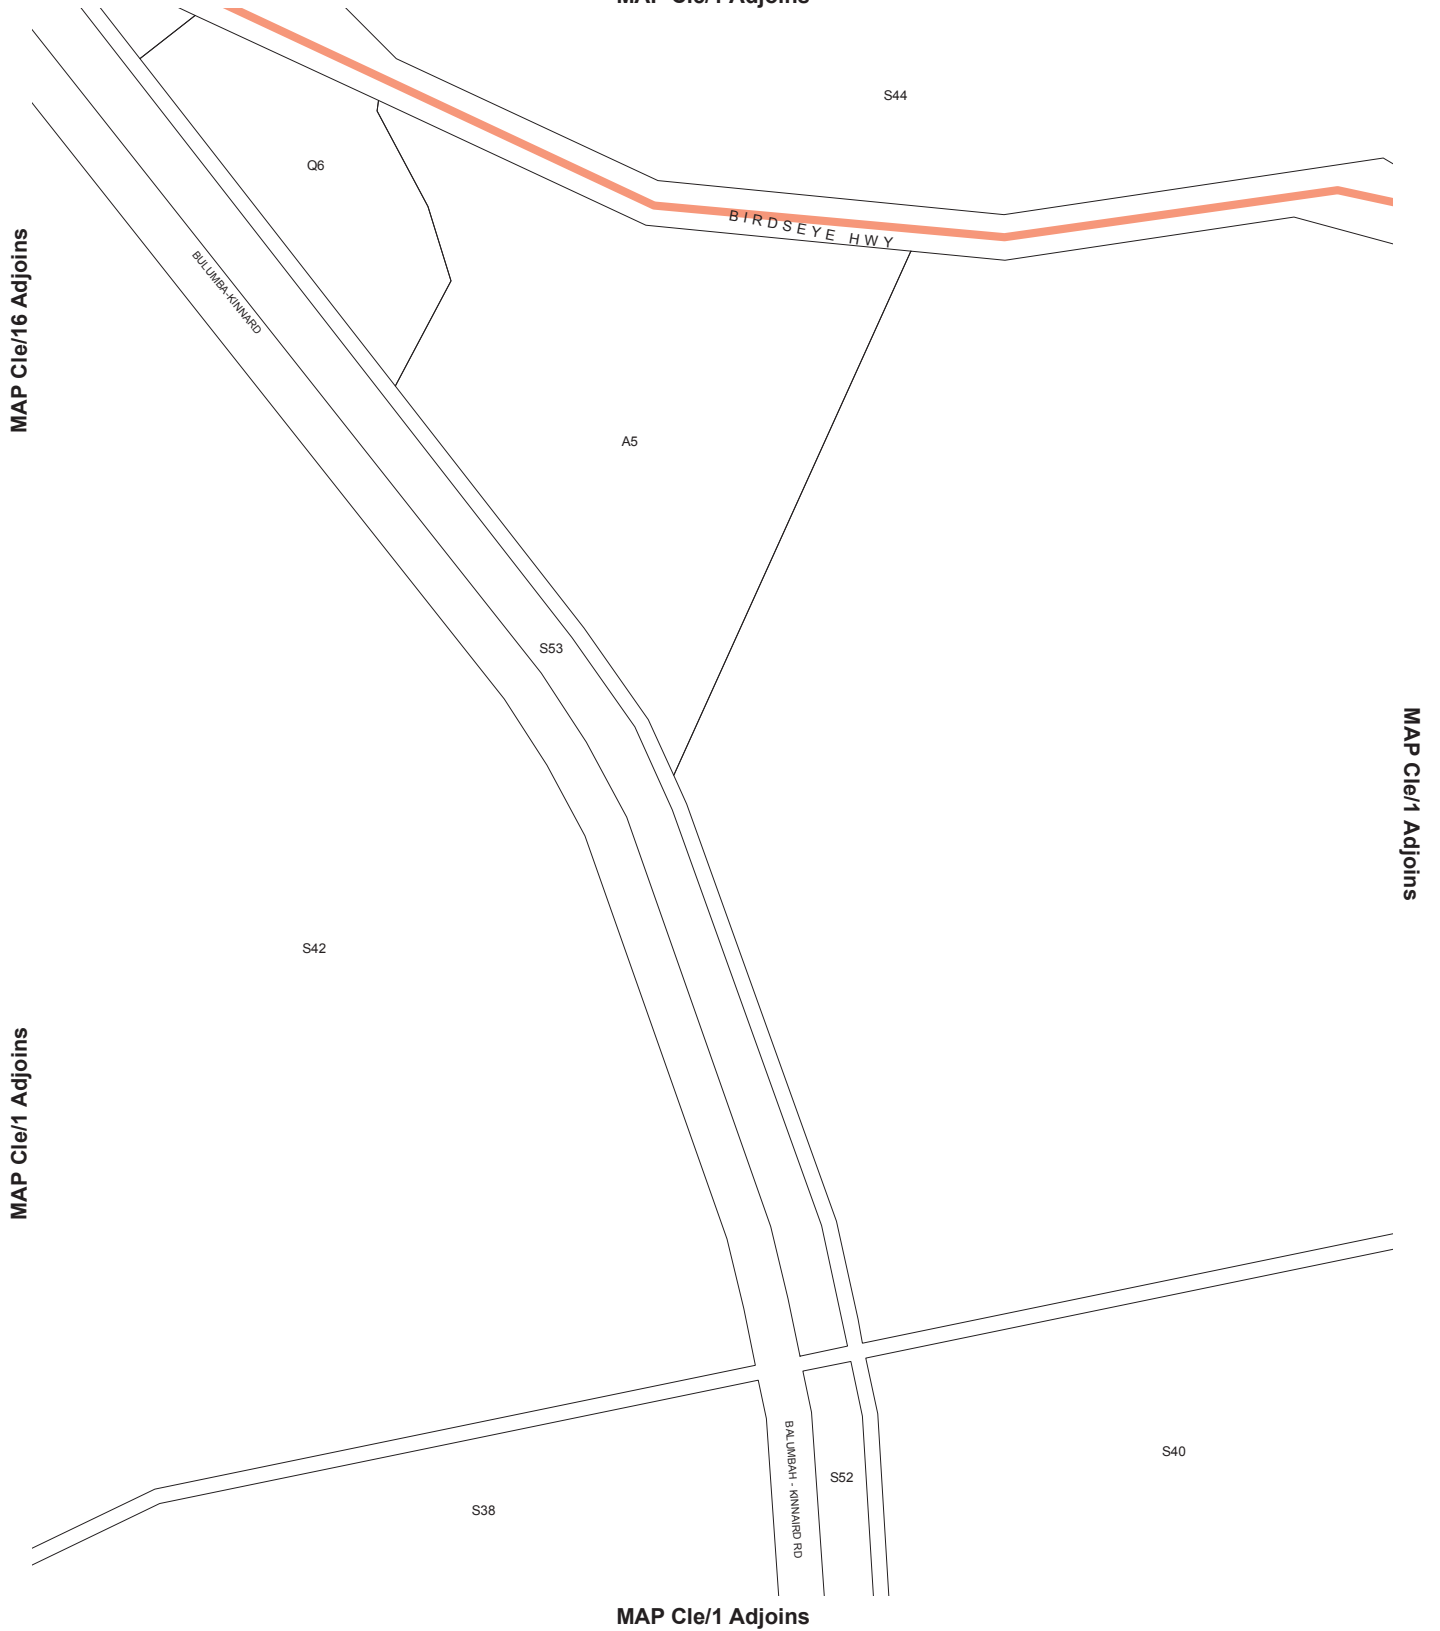 MAP Cle/1 Adjoins
S44
Q6
BIRDSEYE HWY
BULUMBA-KINNARD
MAP Cle/16 Adjoins
A5
S53
MAP Cle/1 Adjoins
S42
MAP Cle/1 Adjoins
S40
BALUMBAH - KINNAIRD RD
S52
S38
MAP Cle/1 Adjoins